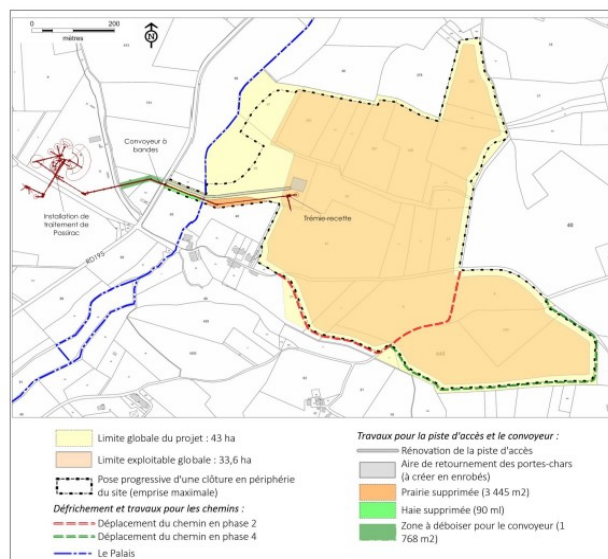 0 200
mètres
N
Convoyeur à
bandes
Installation de
traitement de
Passirac
Trémie-recette
RD195
Limite globale du projet : 43 ha
Limite exploitable globale : 33,6 ha
Pose progressive d'une clôture en périphérie
du site (emprise maximale)
Défrichement et travaux pour les chemins :
Déplacement du chemin en phase 2
Déplacement du chemin en phase 4
Le Palais
Travaux pour la piste d'accès et le convoyeur :
Rénovation de la piste d'accès
Aire de retournement des portes-chars
(à créer en enrobés)
Prairie supprimée (3 445 m2)
Haie supprimée (90 ml)
Zone à déboiser pour le convoyeur (1
768 m2)